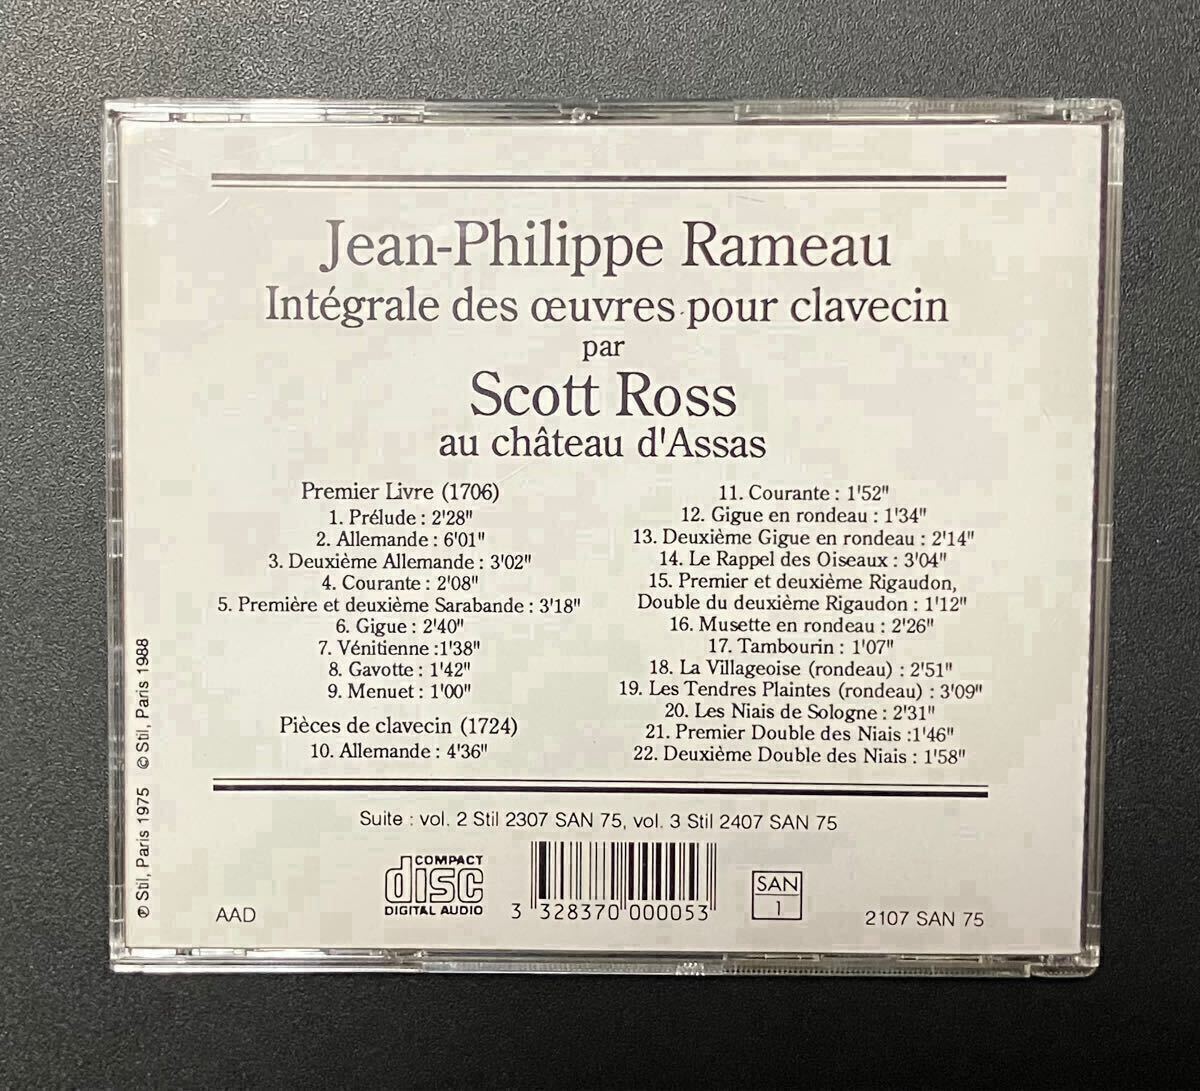 Jean-Philippe Rameau
Intégrale des œuvres pour clavecin
par
Scott Ross
au château d'Assas
Premier Livre (1706)
1. Prélude : 2'28"
2. Allemande : 6'01"
3. Deuxième Allemande : 3'02"
4. Courante : 2'08"
5. Première et deuxième Sarabande : 3'18"
6. Gigue : 2'40"
7. Vénitienne :1'38"
8. Gavotte : 1'42"
9. Menuet : 1'00"
Pièces de clavecin (1724)
10. Allemande : 4'36"
11. Courante : 1'52"
12. Gigue en rondeau : 1'34"
13. Deuxième Gigue en rondeau : 2'14"
14. Le Rappel des Oiseaux : 3'04"
15. Premier et deuxième Rigaudon,
Double du deuxième Rigaudon : 1'12"
16. Musette en rondeau : 2'26"
17. Tambourin : 1'07"
18. La Villageoise (rondeau) : 2'51"
19. Les Tendres Plaintes (rondeau) : 3'09"
20. Les Niais de Sologne : 2'31"
21. Premier Double des Niais :1'46"
22. Deuxième Double des Niais : 1'58"
Suite : vol. 2 Stil 2307 SAN 75, vol. 3 Stil 2407 SAN 75
℗ Stil, Paris 1975 © Stil, Paris 1988
AAD
COMPACT
disc
DIGITAL AUDIO
3 328370 000053
SAN
1
2107 SAN 75